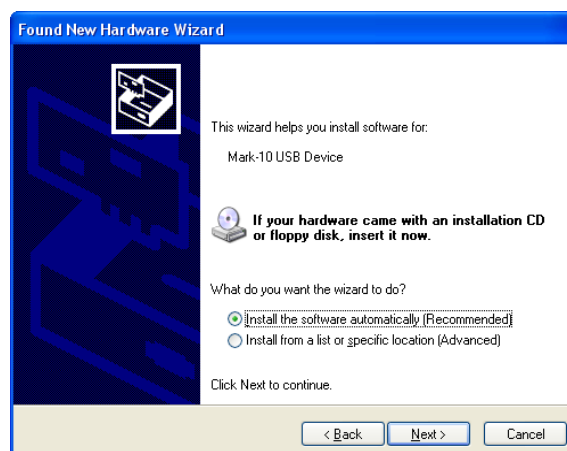 Found New Hardware Wizard
This wizard helps you install software for:
Mark-10 USB Device
If your hardware came with an installation CD
or floppy disk, insert it now.
What do you want the wizard to do?
Install the software automatically (Recommended)
Install from a list or specific location (Advanced)
Click Next to continue.
< Back Next > Cancel